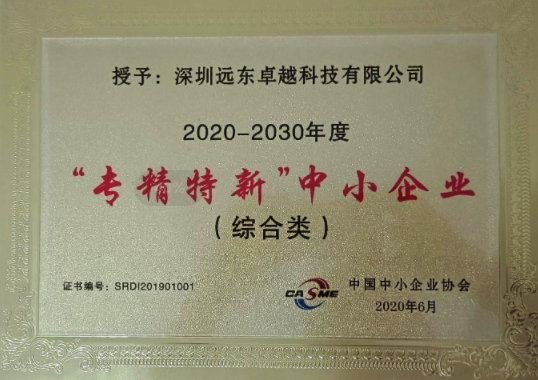 授予：深圳远东卓越科技有限公司
2020-2030年度
“专精特新”中小企业
（综合类）
证书编号：SRDI201901001
CASME
中国中小企业协会
2020年6月